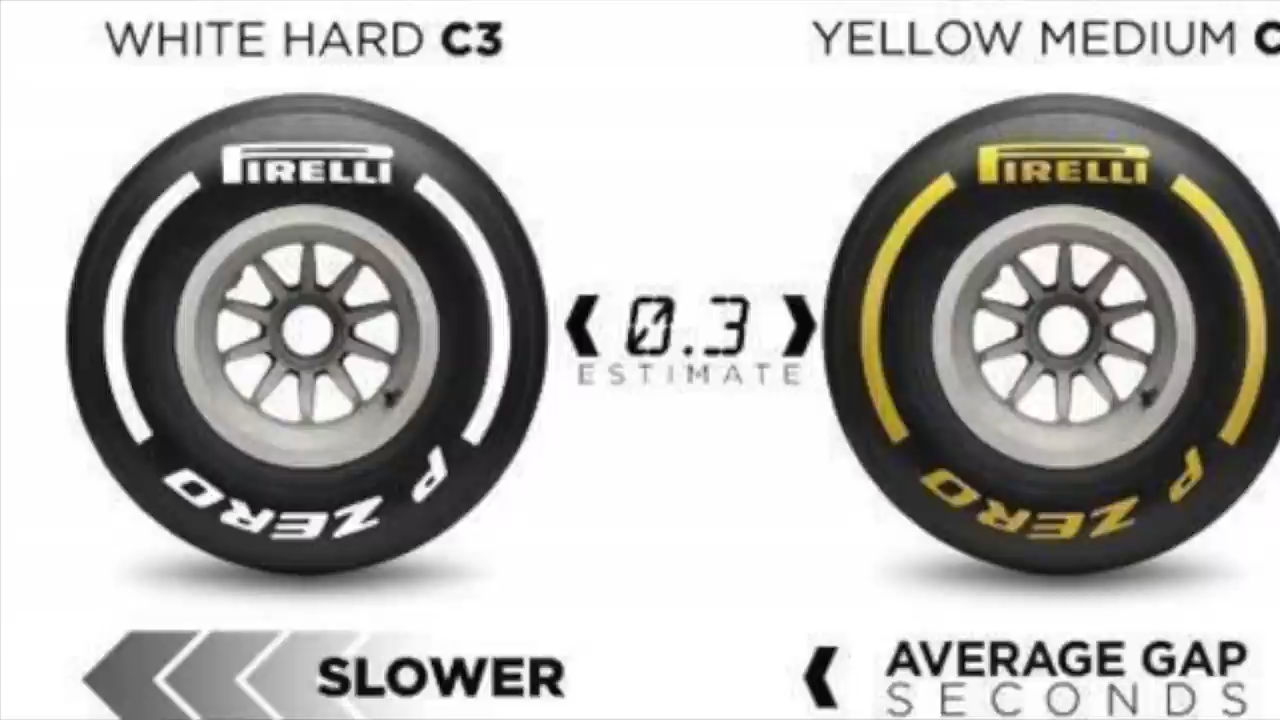 WHITE HARD C3
YELLOW MEDIUM C
PIRELLI
PIRELLI
0.3
ESTIMATE
P ZERO
P ZERO
SLOWER
AVERAGE GAP
SECONDS